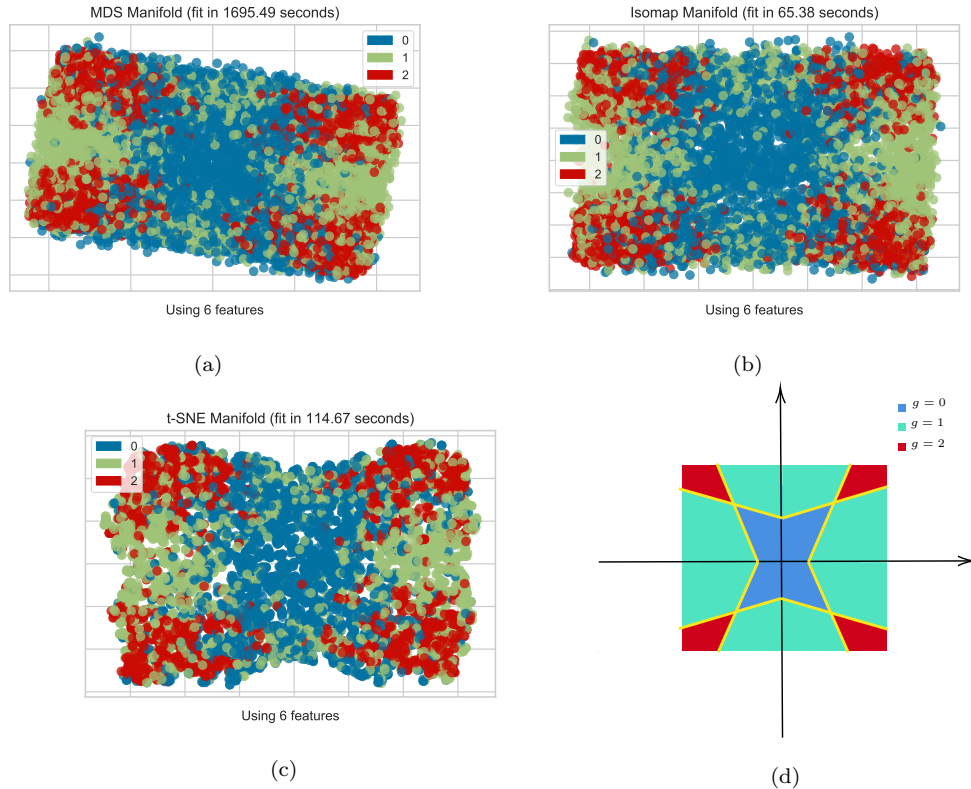 MDS Manifold (fit in 1695.49 seconds)
0
1
2
Using 6 features
(a)
Isomap Manifold (fit in 65.38 seconds)
0
1
2
Using 6 features
(b)
t-SNE Manifold (fit in 114.67 seconds)
0
1
2
Using 6 features
(c)
g = 0
g = 1
g = 2
(d)